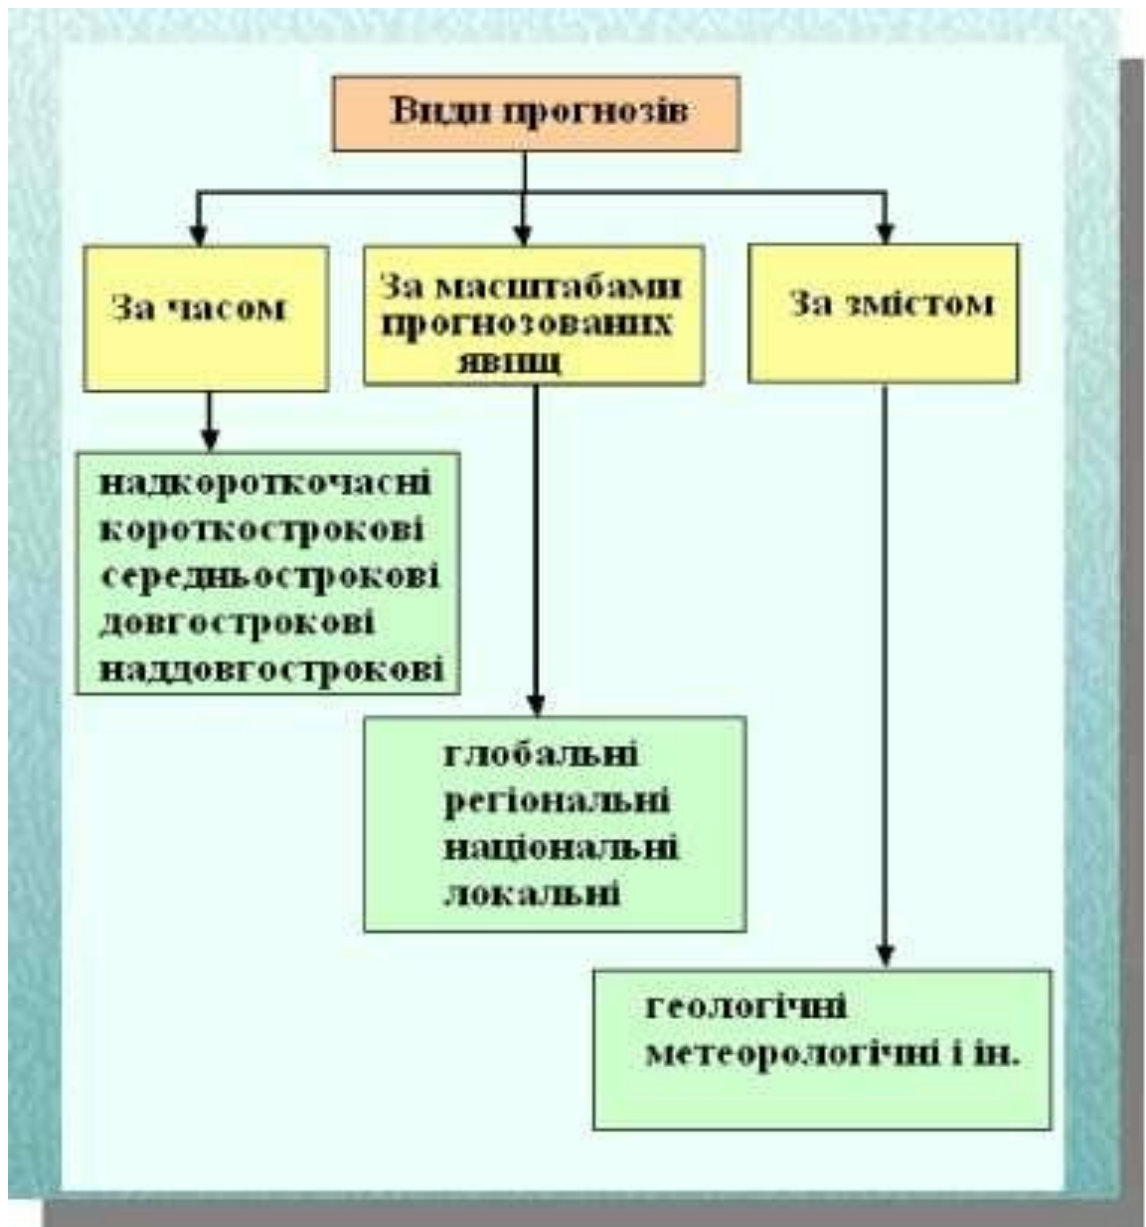 Види прогнозів
За часом
За масштабами
прогнозованих
явищ
За змістом
надкороткочасні
короткострокові
середньострокові
довгострокові
наддовгострокові
глобальні
регіональні
національні
локальні
геологічні
метеорологічні і ін.